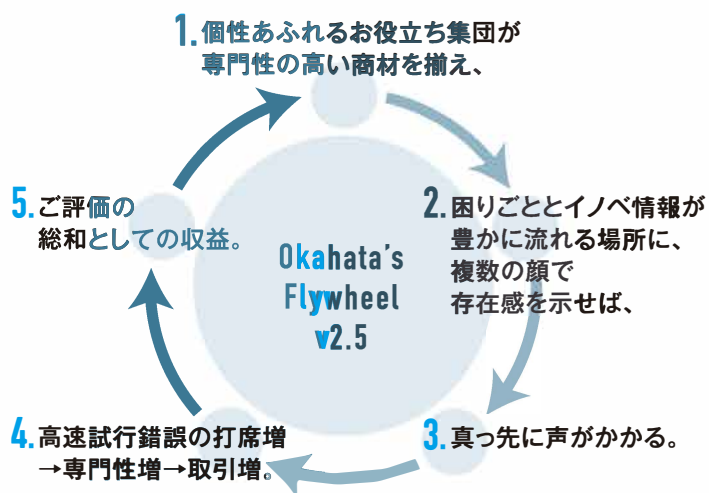 1.個性あふれるお役立ち集団が
専門性の高い商材を揃え、
2.困りごととイノベ情報が
豊かに流れる場所に、
複数の顔で
存在感を示せば、
3.真っ先に声がかかる。
4.高速試行錯誤の打席増
→専門性増→取引増。
5.ご評価の
総和としての収益。
Okahata's
Flywheel
v2.5